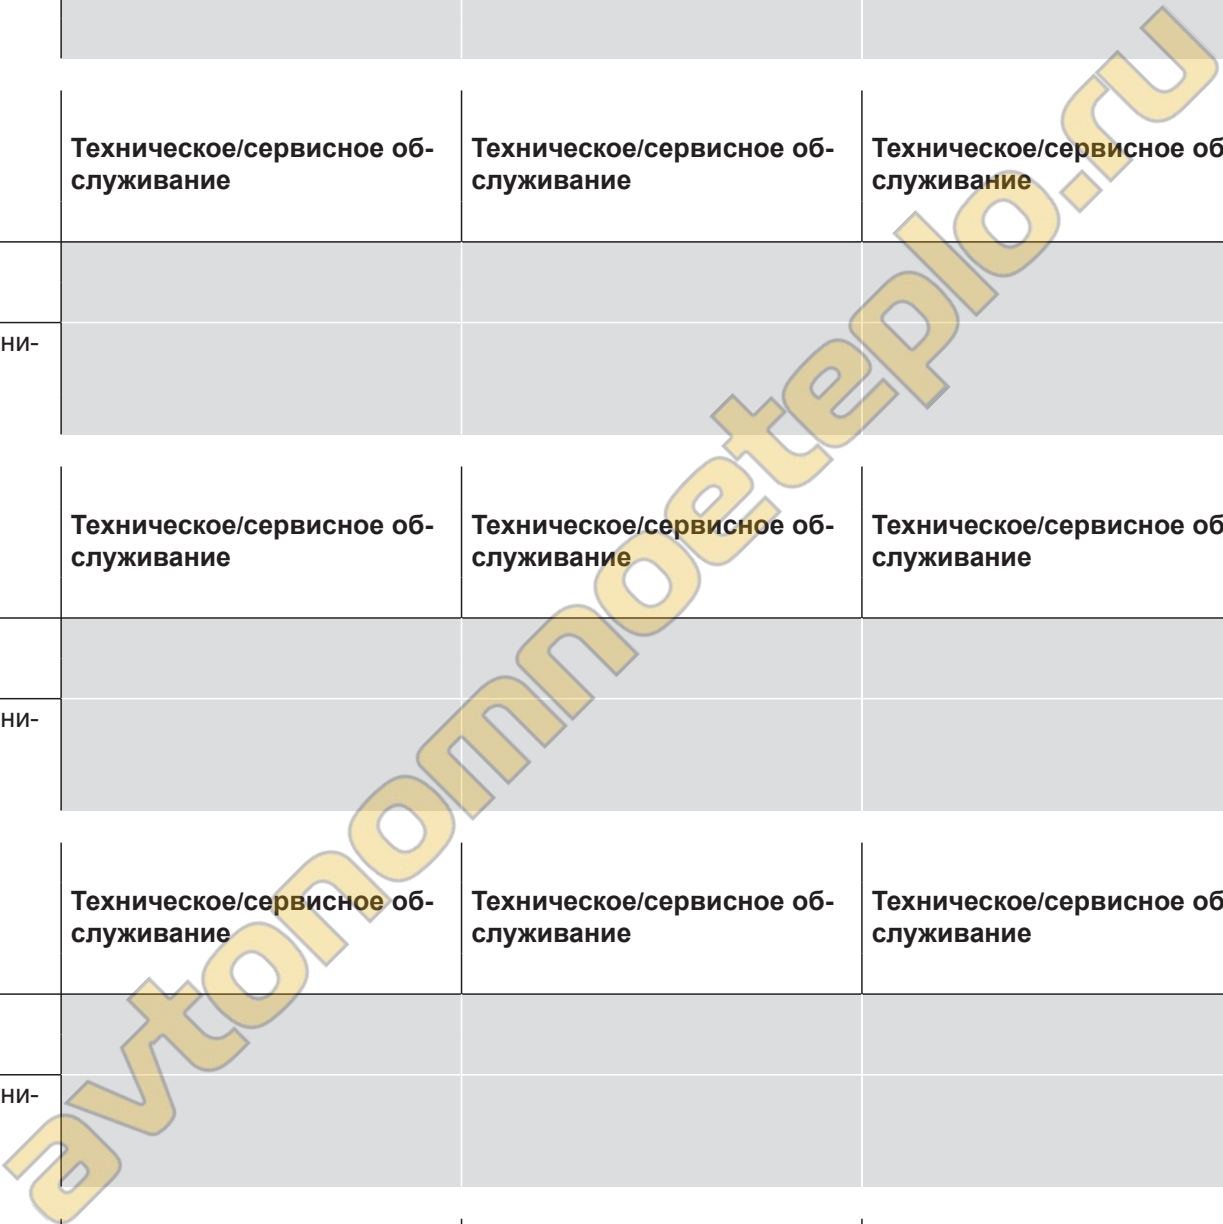 Техническое/сервисное об- Техническое/сервисное об- Техническое/сервисное об
служивание служивание служивание
ни-
Техническое/сервисное об- Техническое/сервисное об- Техническое/сервисное об
служивание служивание служивание
ни-
Техническое/сервисное об- Техническое/сервисное об- Техническое/сервисное об
служивание служивание служивание
ни-
avtonomnoeteplo.ru